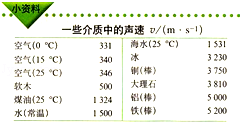 小资料
一些介质中的声速 v/(m·s⁻¹)
空气(0 ℃) 331
空气(15 ℃) 340
空气(25 ℃) 346
软木 500
煤油(25 ℃) 1 324
水(常温) 1 500
海水(25 ℃) 1 531
冰 3 230
铜(棒) 3 750
大理石 3 810
铝(棒) 5 000
铁(棒) 5 200